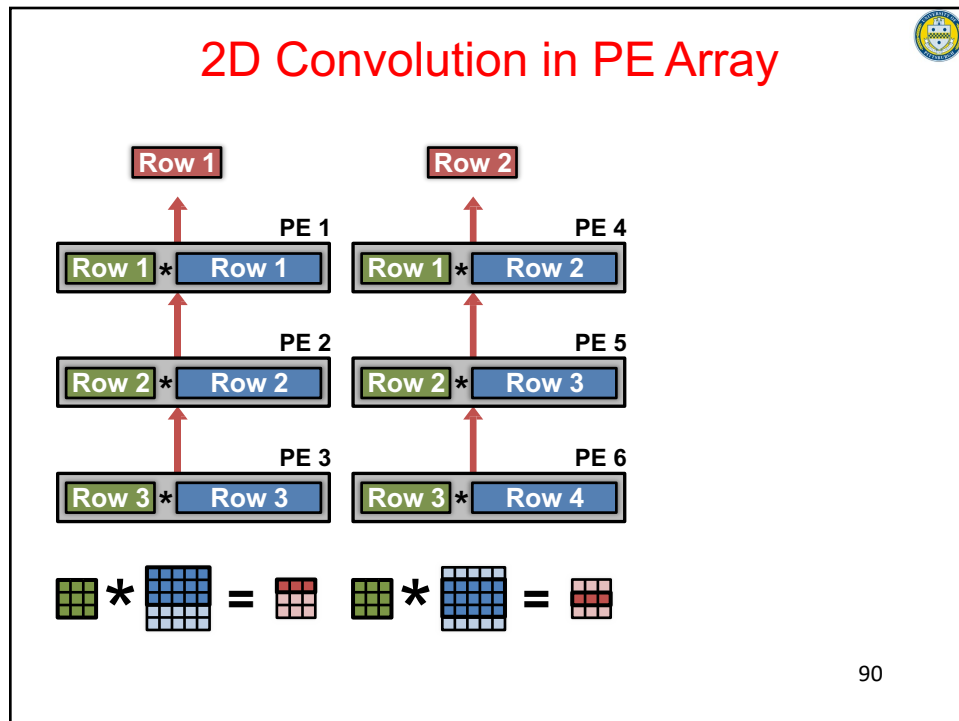 2D Convolution in PE Array
Row 1
Row 2
PE 1
PE 4
Row 1 * Row 1
Row 1 * Row 2
PE 2
PE 5
Row 2 * Row 2
Row 2 * Row 3
PE 3
PE 6
Row 3 * Row 3
Row 3 * Row 4
* =
* =
90